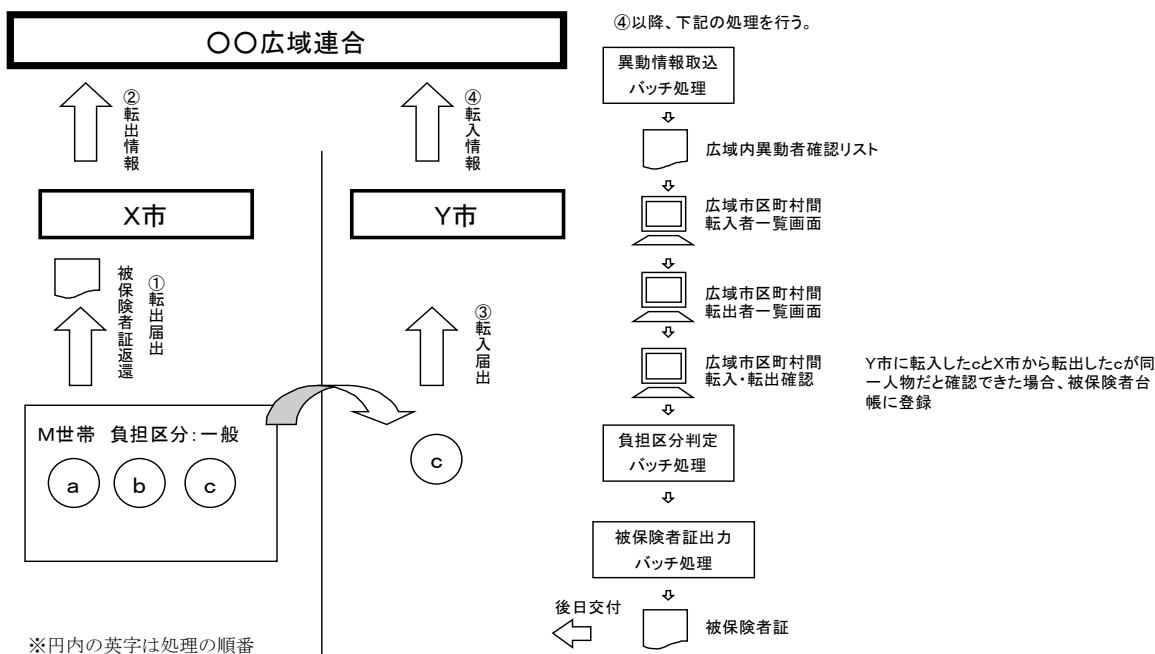 〇〇広域連合
②転出情報
④転入情報
X市
Y市
被保険者証返還
①転出届出
③転入届出
M世帯 負担区分:一般
a
b
c
c
※円内の英字は処理の順番
④以降、下記の処理を行う。
異動情報取込
バッチ処理
広域内異動者確認リスト
広域市区町村間
転入者一覧画面
広域市区町村間
転出者一覧画面
広域市区町村間
転入・転出確認
Y市に転入したcとX市から転出したcが同
一人物だと確認できた場合、被保険者台
帳に登録
負担区分判定
バッチ処理
被保険者証出力
バッチ処理
後日交付
被保険者証